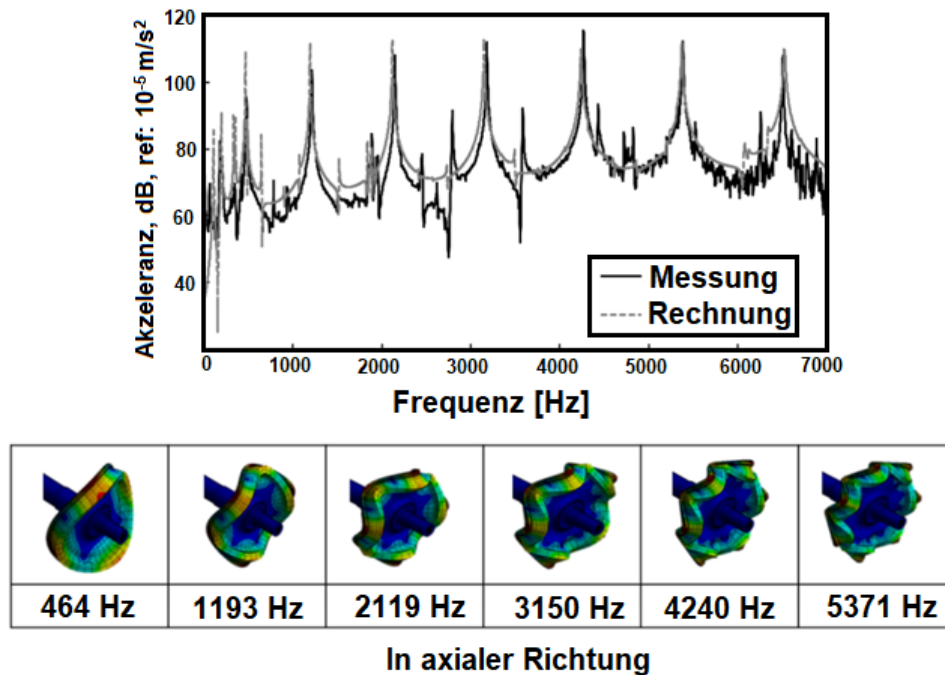 Akzeleranz, dB, ref: 10⁻⁵ m/s²
120
100
80
60
40
0 1000 2000 3000 4000 5000 6000 7000
Messung
Rechnung
Frequenz [Hz]
464 Hz 1193 Hz 2119 Hz 3150 Hz 4240 Hz 5371 Hz
In axialer Richtung